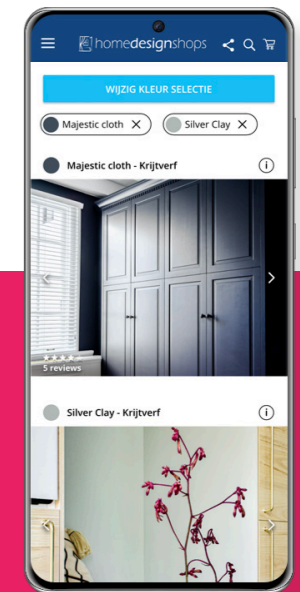 homedesignshops
WIJZIG KLEUR SELECTIE
Majestic cloth X
Silver Clay X
Majestic cloth - Krijtverf
5 reviews
Silver Clay - Krijtverf